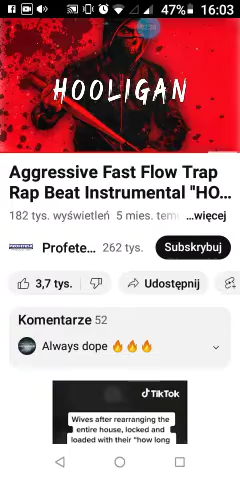 47% 16:03
HOOLIGAN
Aggressive Fast Flow Trap
Rap Beat Instrumental "HO...
182 tys. wyświetleń 5 mies. temu ...więcej
Profete... 262 tys. Subskrybuj
3,7 tys. Udostępnij
Komentarze 52
Always dope 🔥🔥🔥
TikTok
Wives after rearranging the
entire house, locked and
loaded with their "how long